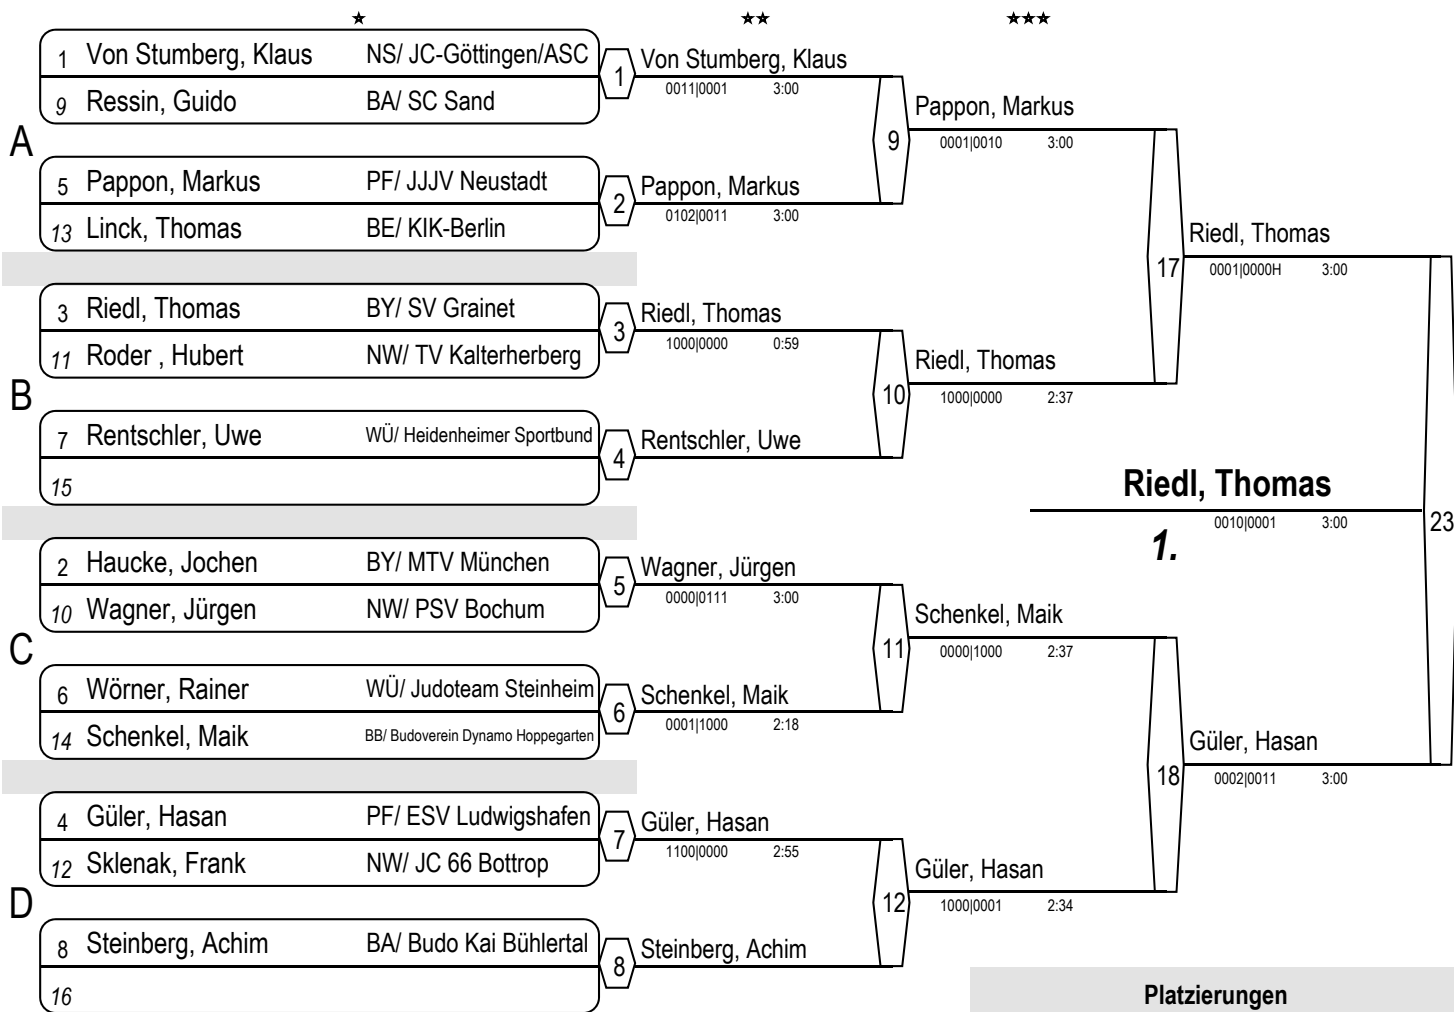 ★ ★★ ★★★
1 Von Stumberg, Klaus NS/ JC-Göttingen/ASC
9 Ressin, Guido BA/ SC Sand
1 Von Stumberg, Klaus
0011|0001 3:00
A
5 Pappon, Markus PF/ JJJV Neustadt
13 Linck, Thomas BE/ KIK-Berlin
2 Pappon, Markus
0102|0011 3:00
9 Pappon, Markus
0001|0010 3:00
3 Riedl, Thomas BY/ SV Grainet
11 Roder , Hubert NW/ TV Kalterherberg
3 Riedl, Thomas
1000|0000 0:59
B
7 Rentschler, Uwe WÜ/ Heidenheimer Sportbund
15
4 Rentschler, Uwe
10 Riedl, Thomas
1000|0000 2:37
17 Riedl, Thomas
0001|0000H 3:00
2 Haucke, Jochen BY/ MTV München
10 Wagner, Jürgen NW/ PSV Bochum
5 Wagner, Jürgen
0000|0111 3:00
C
6 Wörner, Rainer WÜ/ Judoteam Steinheim
14 Schenkel, Maik BB/ Budoverein Dynamo Hoppegarten
6 Schenkel, Maik
0001|1000 2:18
11 Schenkel, Maik
0000|1000 2:37
4 Güler, Hasan PF/ ESV Ludwigshafen
12 Sklenak, Frank NW/ JC 66 Bottrop
7 Güler, Hasan
1100|0000 2:55
D
8 Steinberg, Achim BA/ Budo Kai Bühlertal
16
8 Steinberg, Achim
12 Güler, Hasan
1000|0001 2:34
18 Güler, Hasan
0002|0011 3:00
Riedl, Thomas
0010|0001 3:00
1.
23
Platzierungen